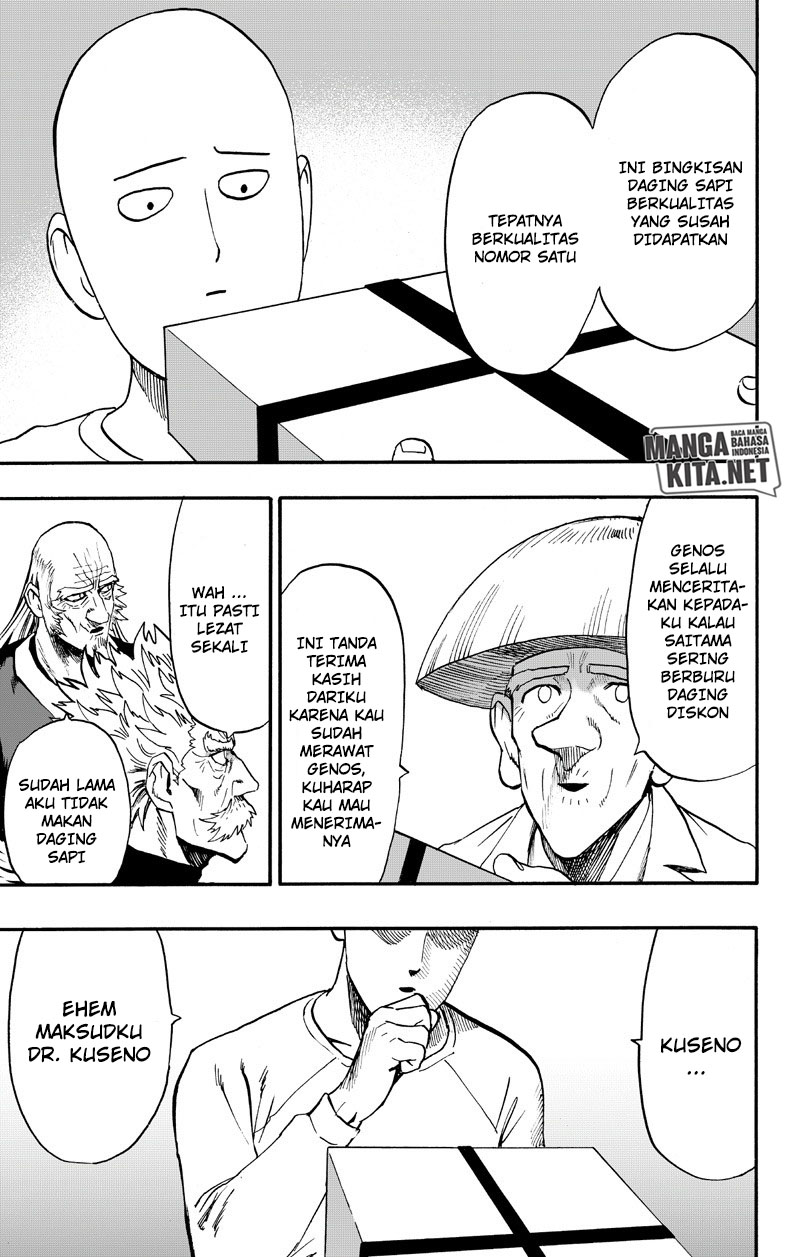 INI BINGKISAN
DAGING SAPI
BERKUALITAS
YANG SUSAH
DIDAPATKAN
TEPATNYA
BERKUALITAS
NOMOR SATU
MANGA
KITA.NET
BACA MANGA
BAHASA
INDONESIA
GENOS
SELALU
MENCERITA-
KAN KEPADA-
KU KALAU
SAITAMA
SERING
BERBURU
DAGING
DISKON
INI TANDA
TERIMA
KASIH
DARIKU
KARENA KAU
SUDAH
MERAWAT
GENOS,
KUHARAP
KAU MAU
MENERIMA-
NYA
WAH ...
ITU PASTI
LEZAT
SEKALI
SUDAH LAMA
AKU TIDAK
MAKAN
DAGING
SAPI
KUSENO
...
EHEM
MAKSUDKU
DR. KUSENO